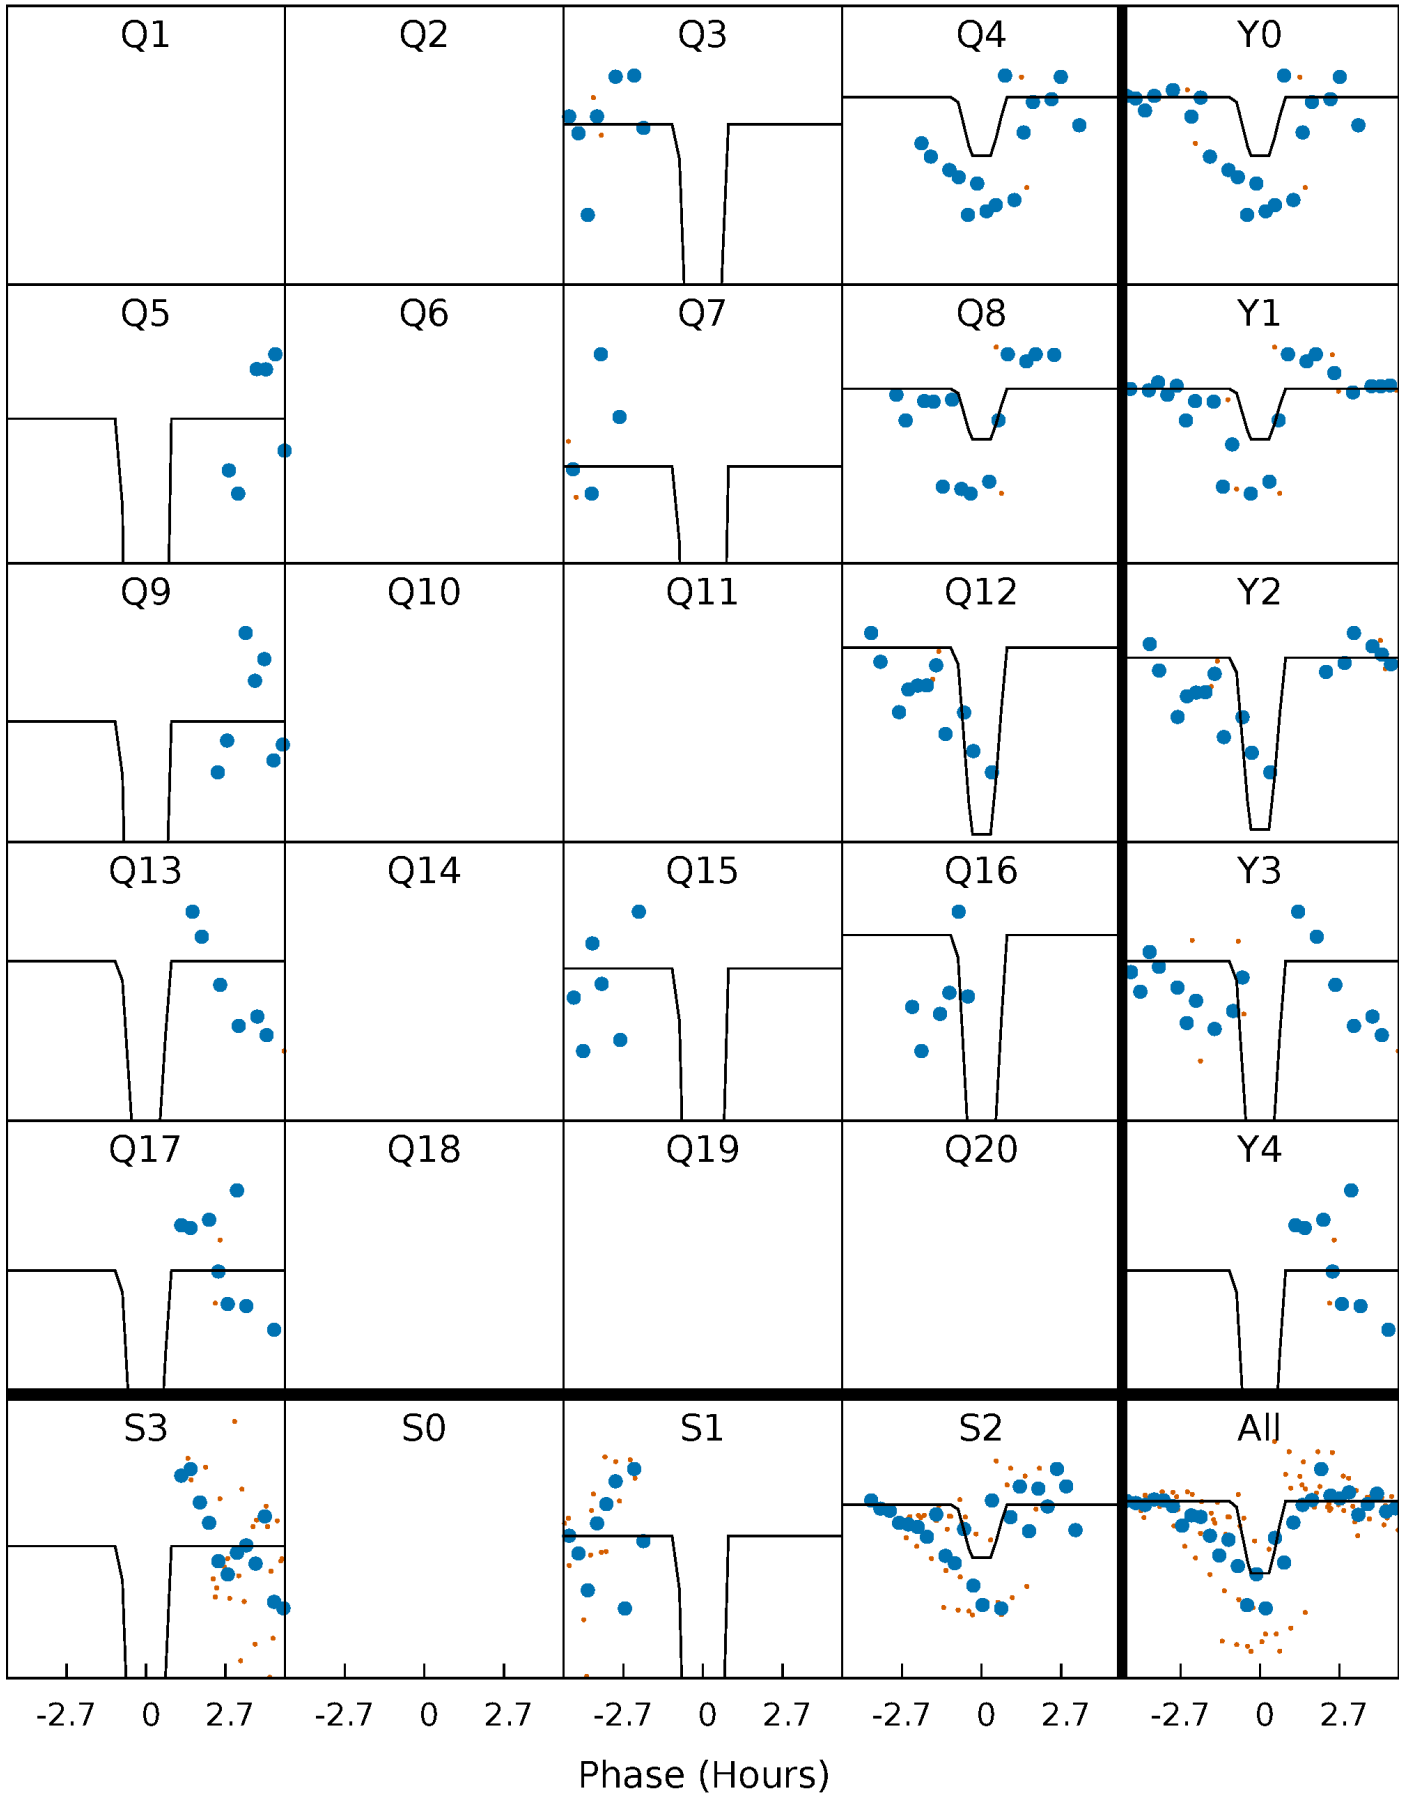 Q1 Q2 Q3 Q4 Y0
Q5 Q6 Q7 Q8 Y1
Q9 Q10 Q11 Q12 Y2
Q13 Q14 Q15 Q16 Y3
Q17 Q18 Q19 Q20 Y4
S3 S0 S1 S2 All
-2.7 0 2.7 -2.7 0 2.7 -2.7 0 2.7 -2.7 0 2.7 -2.7 0 2.7
Phase (Hours)